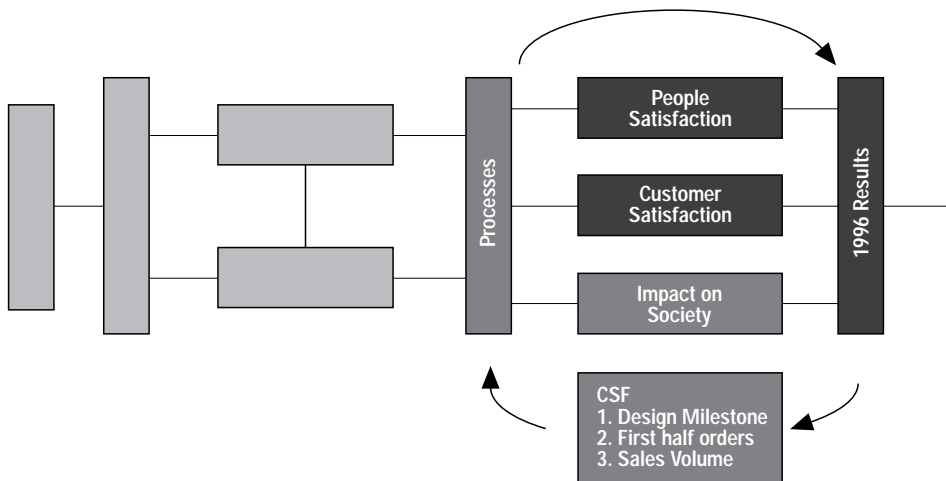 Processes
People
Satisfaction
Customer
Satisfaction
Impact on
Society
1996 Results
CSF
1. Design Milestone
2. First half orders
3. Sales Volume